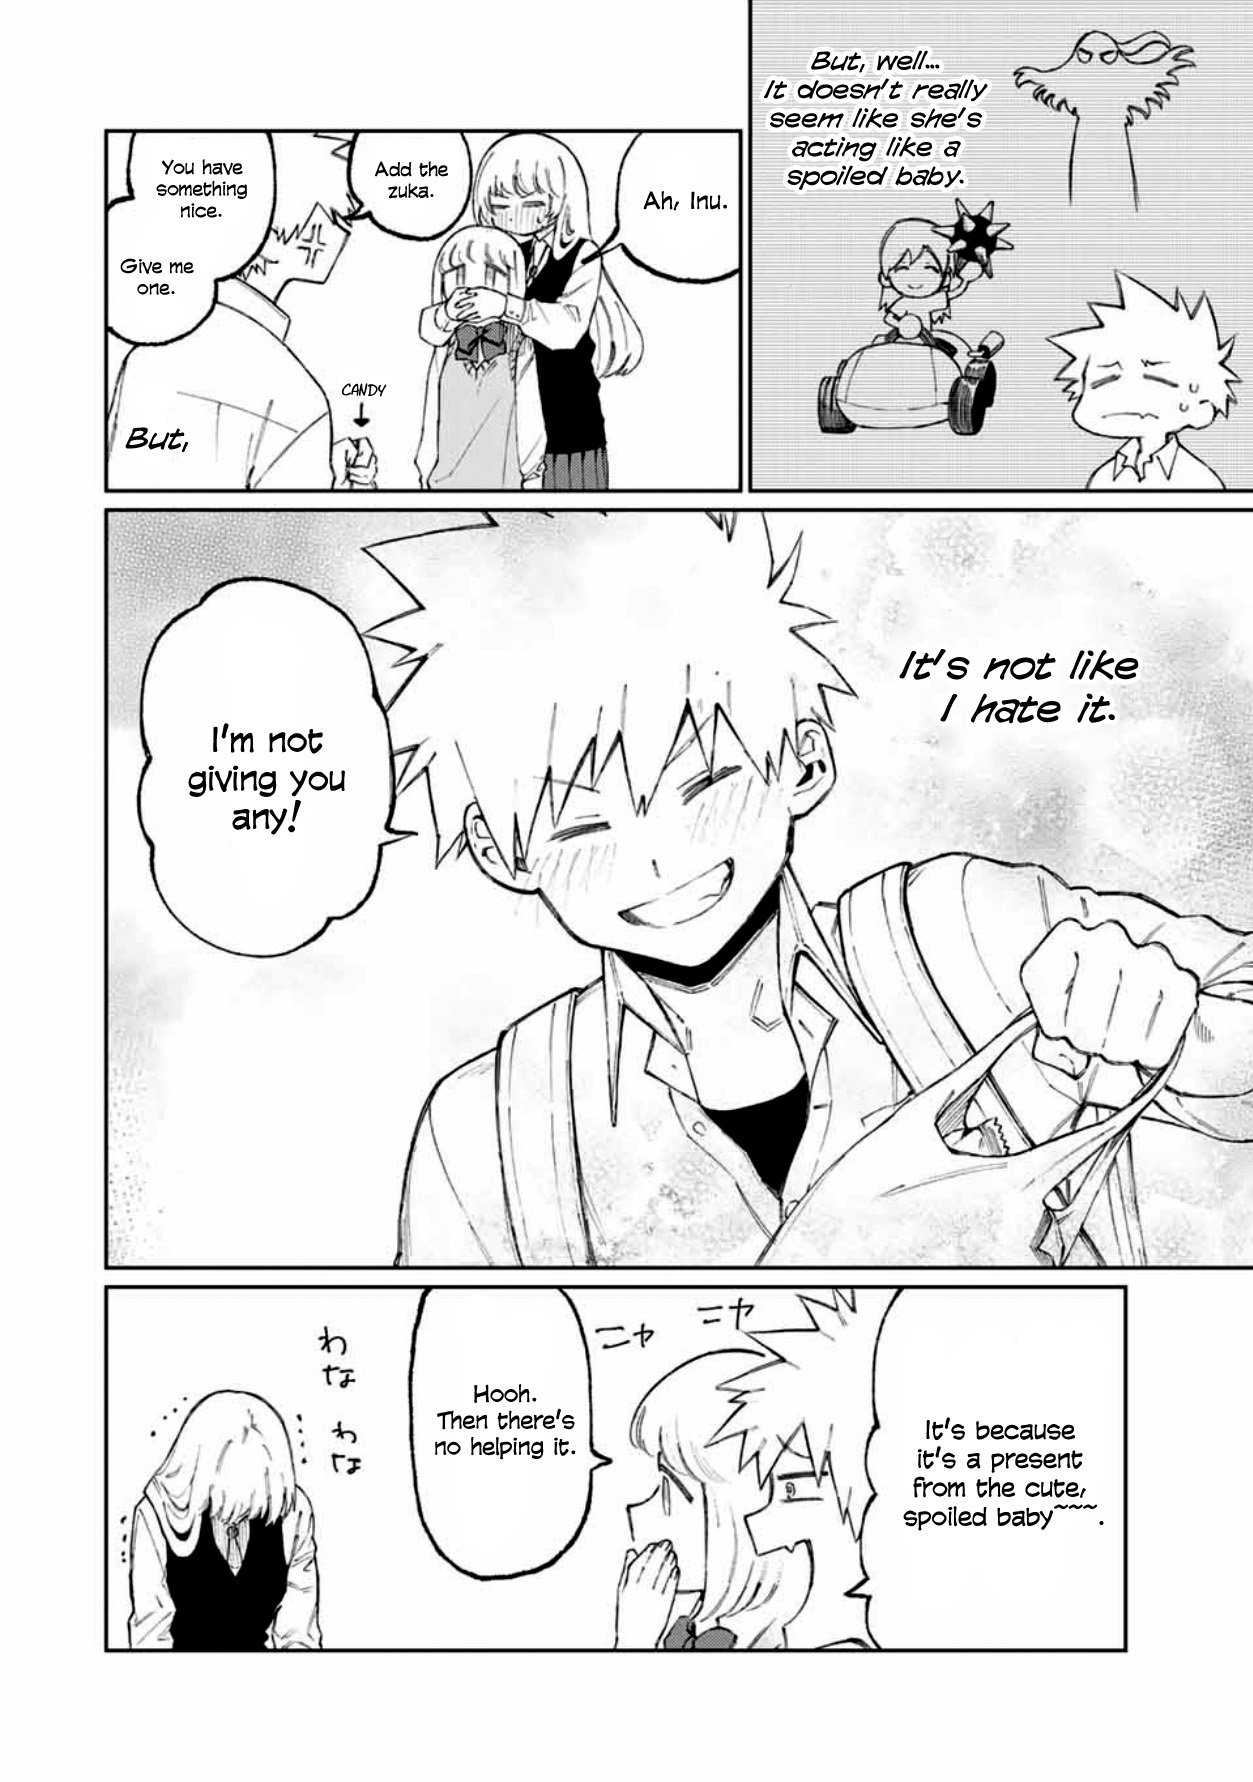 But, well...
It doesn't really
seem like she's
acting like a
spoiled baby.
Ah, Inu.
Add the
zuka.
You have
something
nice.
Give me
one.
CANDY
But,
It's not like
I hate it.
I'm not
giving you
any!
It's because
it's a present
from the cute,
spoiled baby~~~.
ニヤ
ニヤ
Hooh.
Then there's
no helping it.
わな
わな